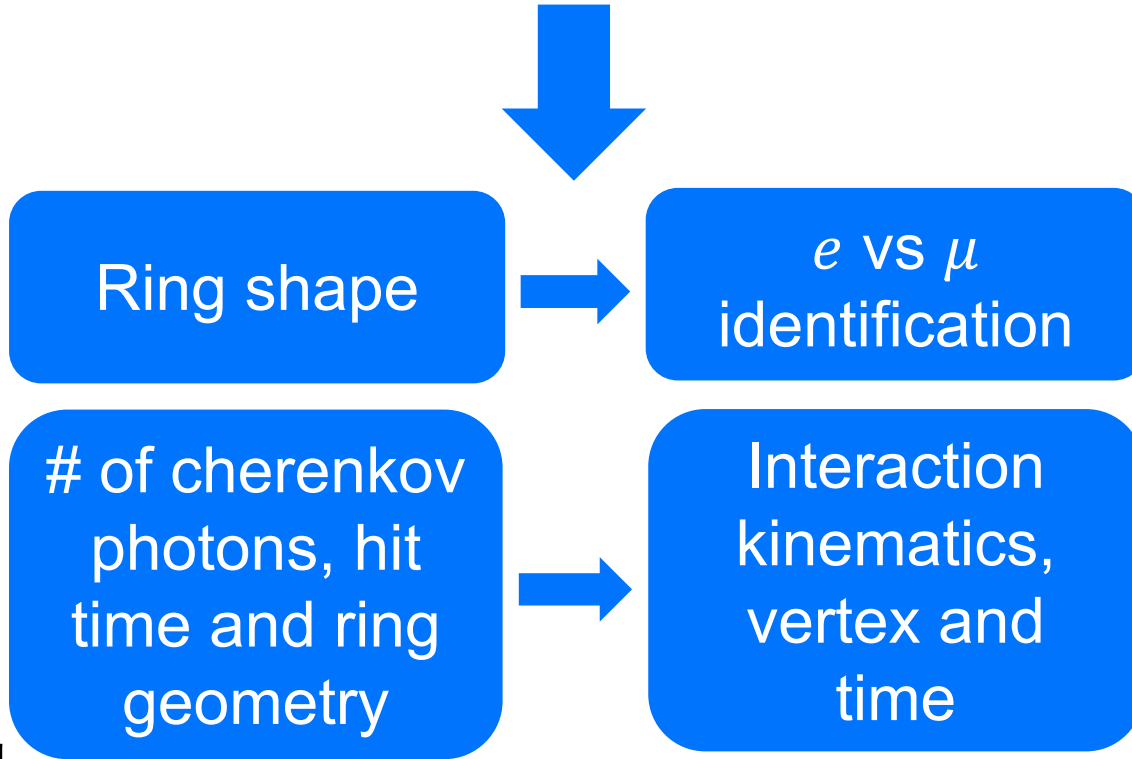 Ring shape
e vs μ
identification
# of cherenkov
photons, hit
time and ring
geometry
Interaction
kinematics,
vertex and
time